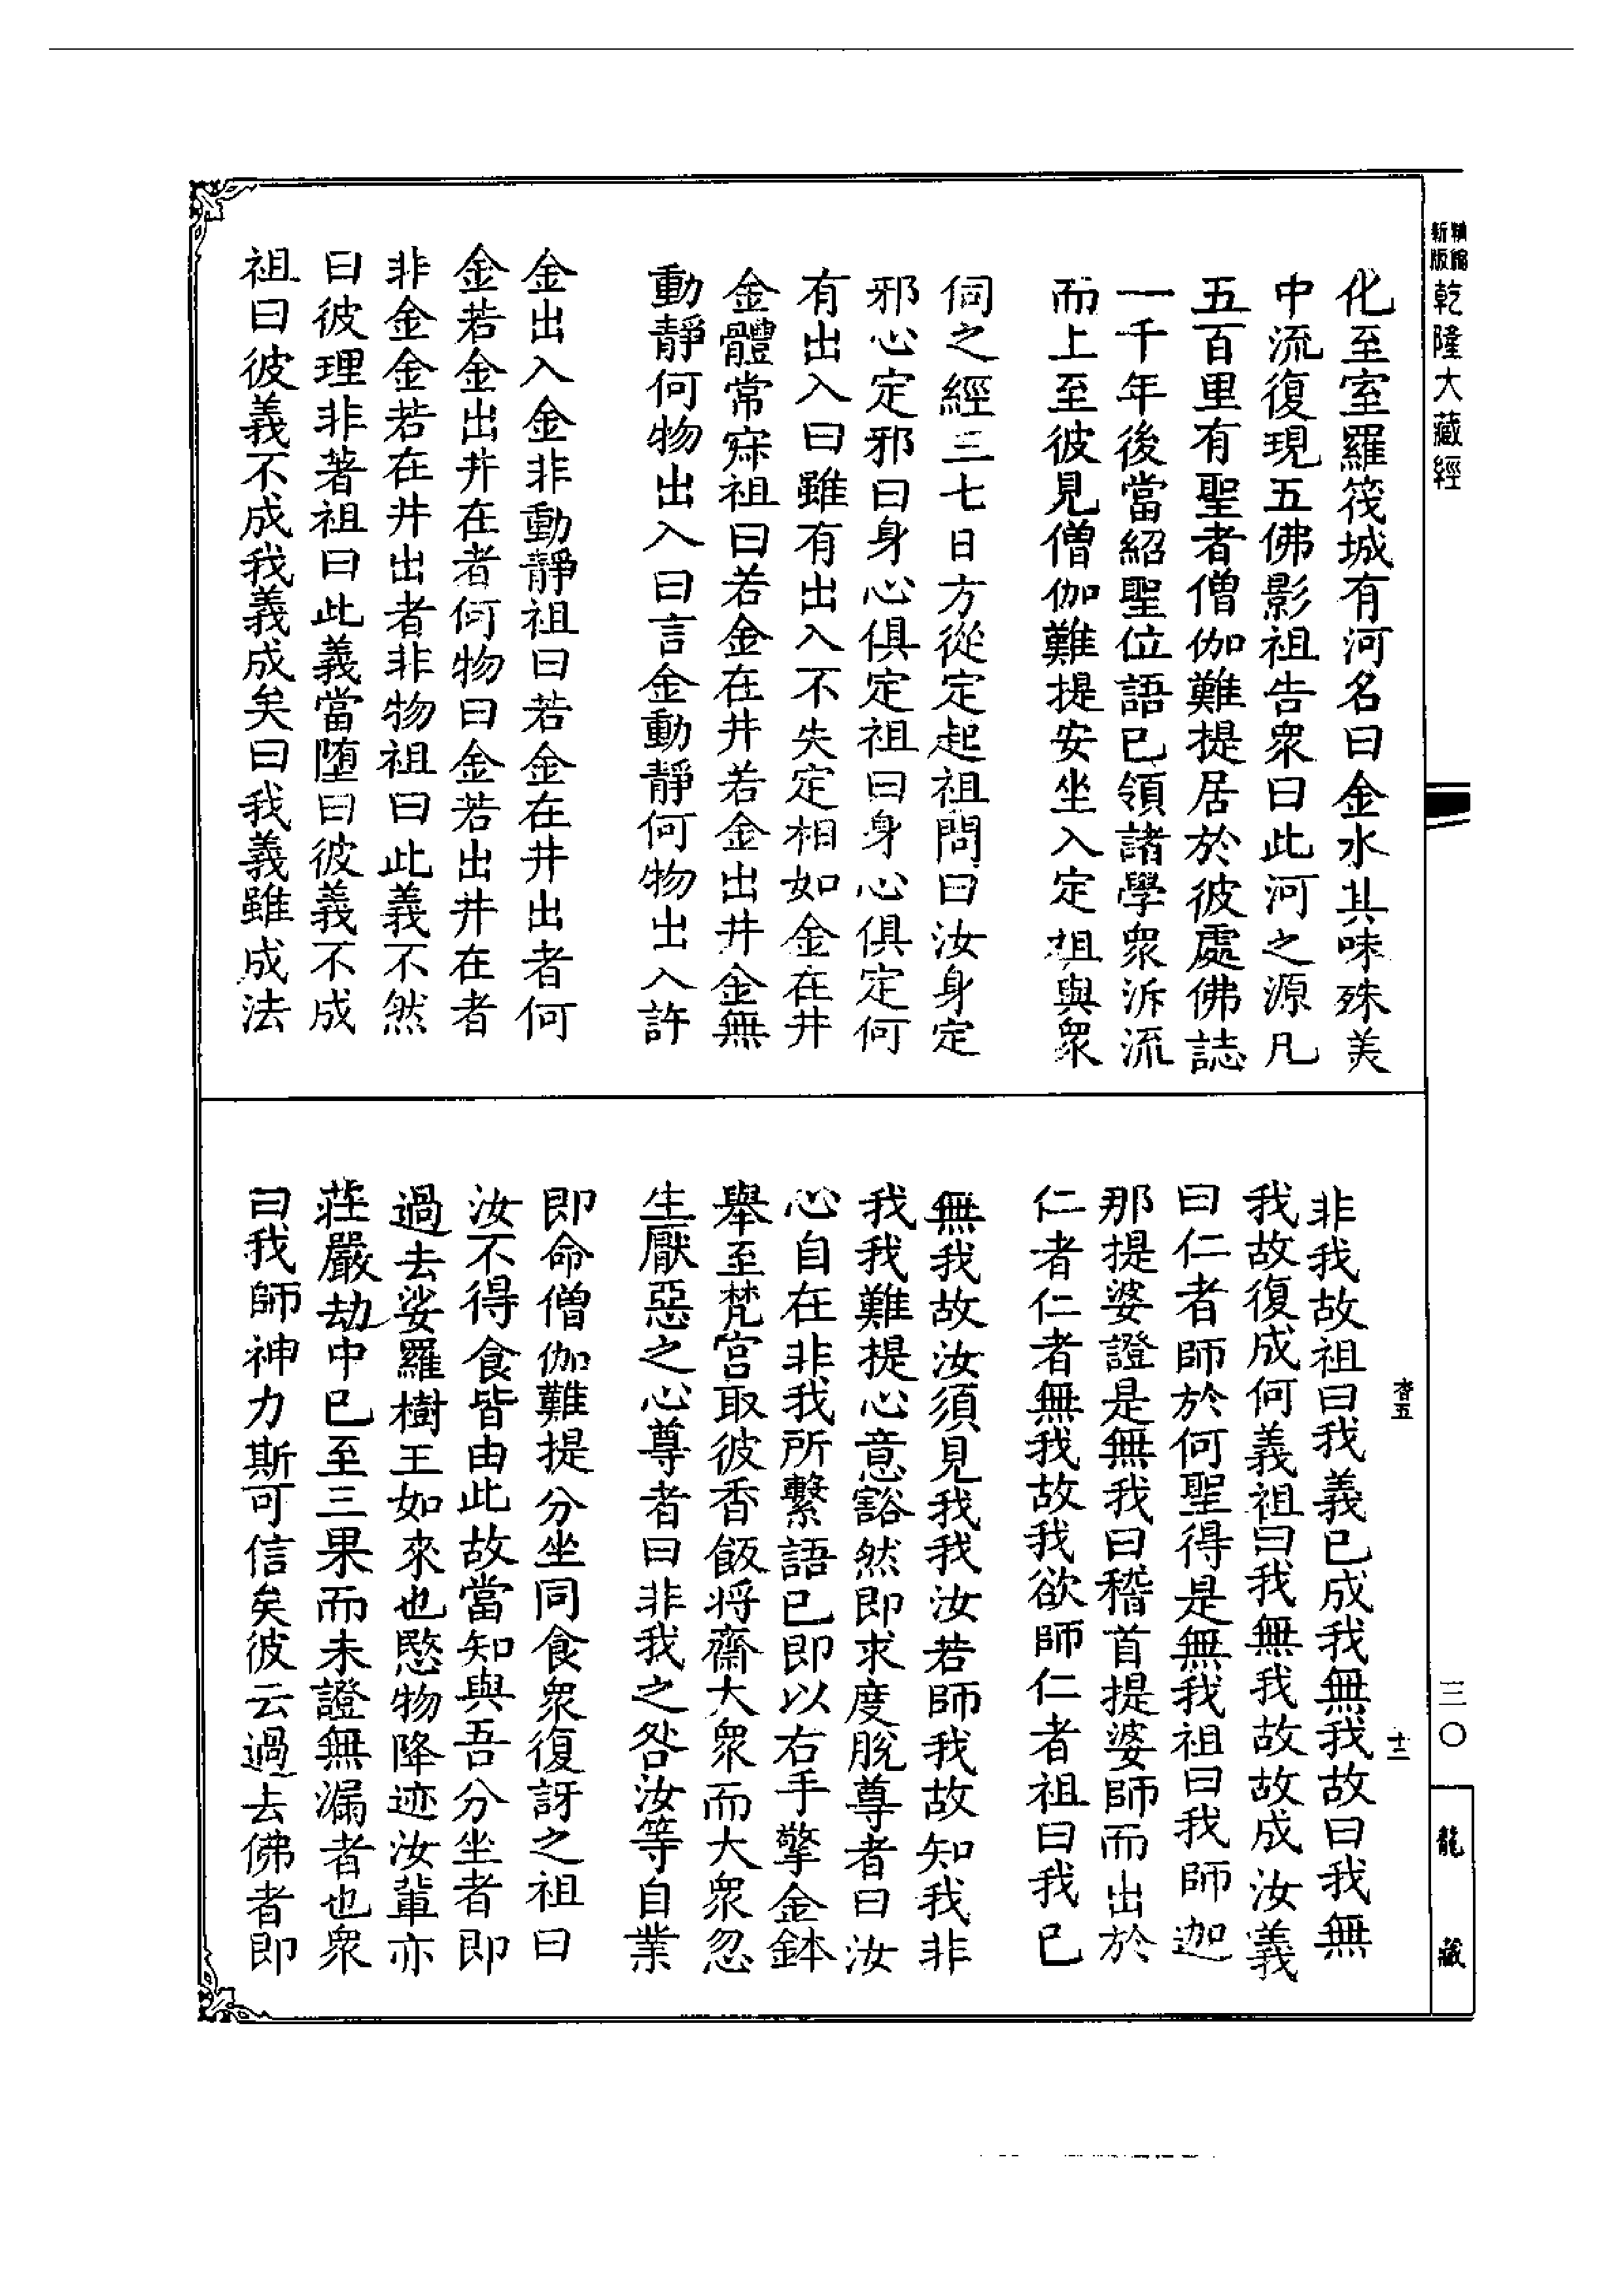 新版精縮乾隆大藏經
化至室羅筏城有河名曰金水其味殊美
中流復現五佛影祖告衆曰此河之源凡
五百里有聖者僧伽難提居於彼處佛誌
一千年後當紹聖位語已領諸學衆泝流
而上至彼見僧伽難提安坐入定祖與衆
伺之經三七日方從定起祖問曰汝身定
邪心定邪曰身心俱定祖曰身心俱定何
有出入曰雖有出入不失定相如金在井
金體常寂祖曰若金在井若金出井金無
動靜何物出入曰言金動靜何物出入許
金出入金非動靜祖曰若金在井出者何
金若金出井在者何物曰金若出井在者
非金金若在井出者非物祖曰此義不然
曰彼理非著祖曰此義當墮曰彼義不成
祖曰彼義不成我義成矣曰我義雖成法
非我故祖曰我義已成我無我故曰我無
我故復成何義祖曰我無我故故成汝義
曰仁者師於何聖得是無我祖曰我師迦
那提婆證是無我曰稽首提婆師而出於
仁者仁者無我故我欲師仁者祖曰我已
無我故汝須見我我汝若師我故知我非
我我難提心意豁然即求度脫尊者曰汝
心自在非我所繫語已即以右手擎金鉢
舉至梵宮取彼香飯將齋大衆而大衆忽
生厭惡之心尊者曰非我之咎汝等自業
即命僧伽難提分坐同食衆復訝之祖曰
汝不得食皆由此故當知與吾分坐者即
過去娑羅樹王如來也愍物降迹汝輩亦
莊嚴劫中已至三果而未證無漏者也衆
曰我師神力斯可信矣彼云過去佛者即
杳五
十二
三〇
龍藏